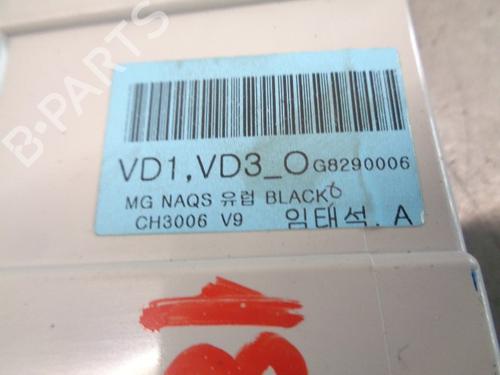 VD1,VD3_O G8290006
MG NAQS 유럽 BLACK
CH3006 V9 임태석. A
B-PARTS